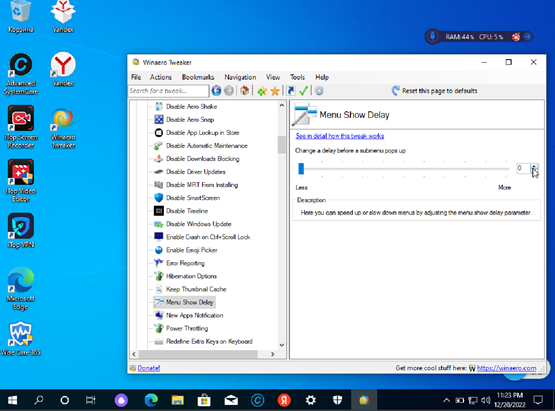 Корзина
Yandex
Advanced
SystemCare
Yandex
iTop Screen
Recorder
Winaero
Tweaker
iTop Video
Editor
iTop VPN
Microsoft
Edge
Wise Care 365
RAM:44% CPU:5%
Winaero Tweaker
File Actions Bookmarks Navigation View Tools Help
Search for a tweak...
Reset this page to defaults
Disable Aero Shake
Disable Aero Snap
Disable App Lookup in Store
Disable Automatic Maintenance
Disable Downloads Blocking
Disable Driver Updates
Disable MRT From Installing
Disable SmartScreen
Disable Timeline
Disable Windows Update
Enable Crash on Ctrl+Scroll Lock
Enable Emoji Picker
Error Reporting
Hibernation Options
Keep Thumbnail Cache
Menu Show Delay
New Apps Notification
Power Throttling
Redefine Extra Keys on Keyboard
Menu Show Delay
See in detail how this tweak works
Change a delay before a submenu pops up
0
Less More
Description
Here you can speed up or slow down menus by adjusting the menu show delay parameter
Donate!
Get more cool stuff here: W https://winaero.com
11:23 PM
12/20/2022